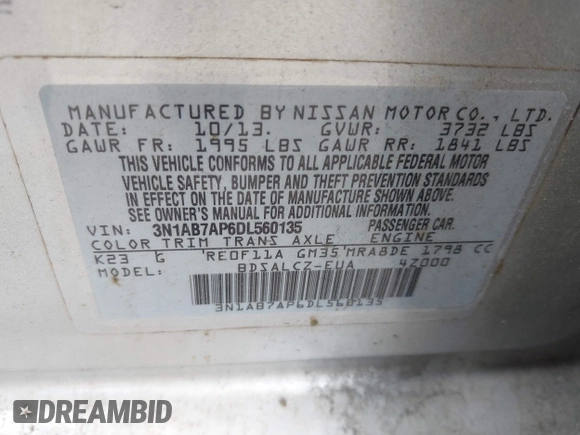 MANUFACTURED BY NISSAN MOTOR CO., LTD.
DATE: 10/13. GVWR: 3732 LBS
GAWR FR: 1995 LBS GAWR RR: 1841 LBS
THIS VEHICLE CONFORMS TO ALL APPLICABLE FEDERAL MOTOR
VEHICLE SAFETY, BUMPER AND THEFT PREVENTION STANDARDS
IN EFFECT ON THE DATE OF MANUFACTURE SHOWN ABOVE.
SEE OWNER'S MANUAL FOR ADDITIONAL INFORMATION.
VIN: 3N1AB7AP6DL560135 PASSENGER CAR.
COLOR TRIM TRANS AXLE ENGINE
K23 G RE0F11A GM35 MRA8DE 1798 CC
MODEL: BDSALCZ-EUA 4Z000
3N1AB7AP6DL560135
DREAMBID